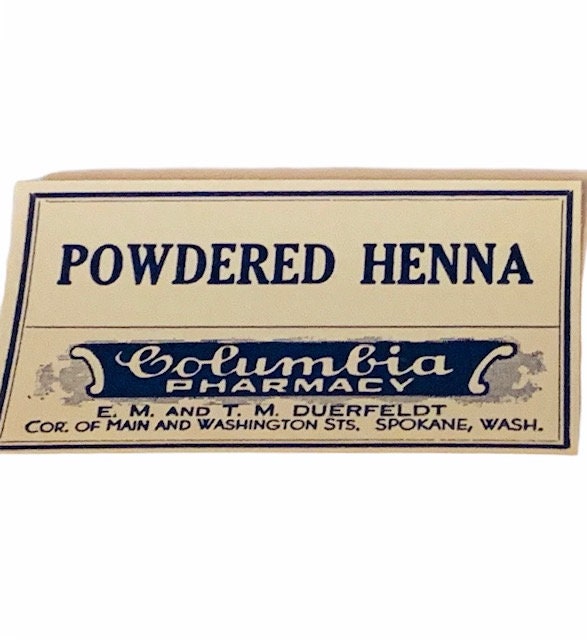 POWDERED HENNA
Columbia
PHARMACY
E. M. AND T. M. DUERFELDT
COR. OF MAIN AND WASHINGTON STS. SPOKANE, WASH.